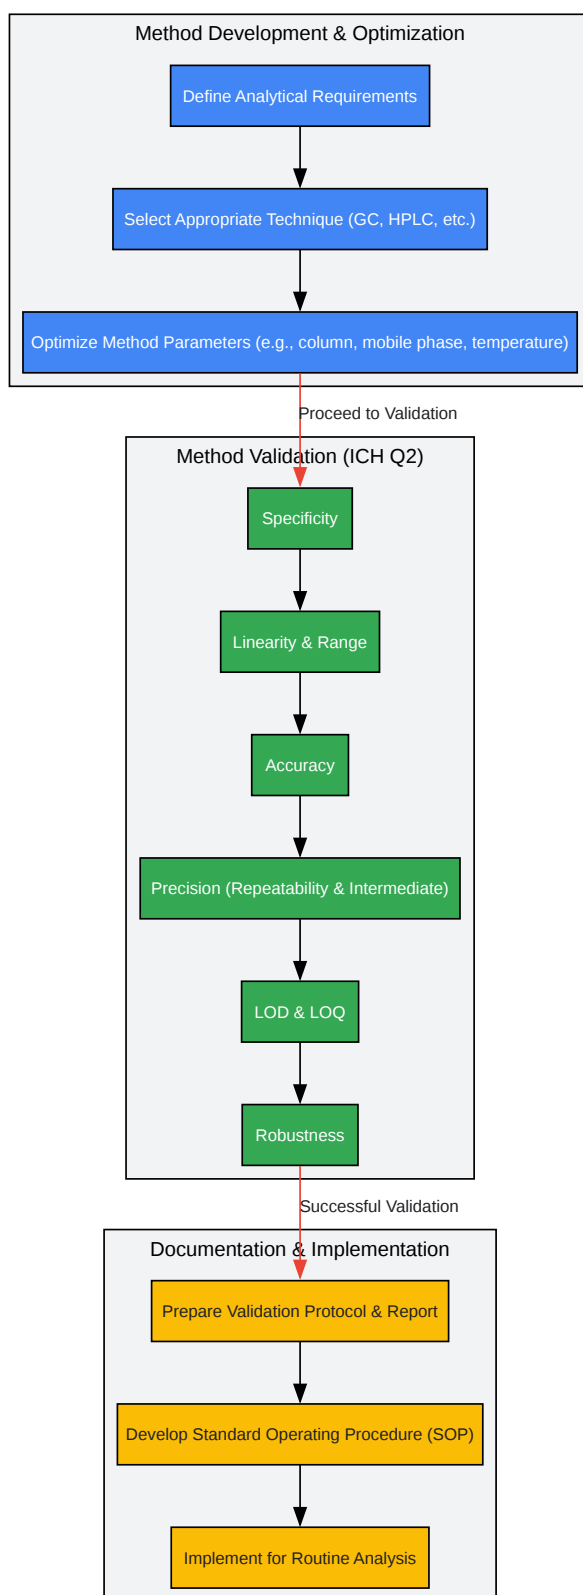 Method Development & Optimization
Define Analytical Requirements
Select Appropriate Technique (GC, HPLC, etc.)
Optimize Method Parameters (e.g., column, mobile phase, temperature)
Proceed to Validation
Method Validation (ICH Q2)
Specificity
Linearity & Range
Accuracy
Precision (Repeatability & Intermediate)
LOD & LOQ
Robustness
Successful Validation
Documentation & Implementation
Prepare Validation Protocol & Report
Develop Standard Operating Procedure (SOP)
Implement for Routine Analysis